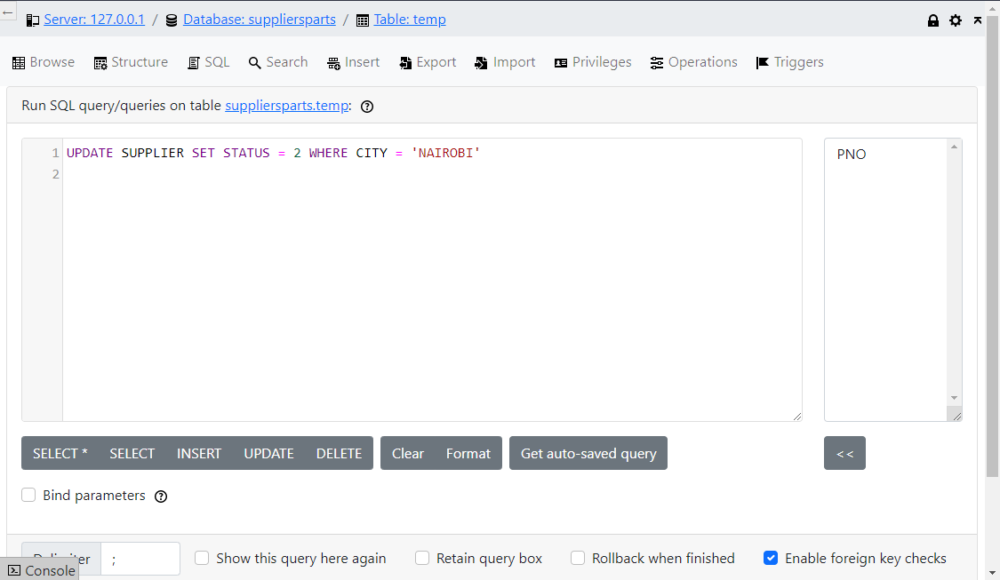 Server: 127.0.0.1 / Database: suppliersparts / Table: temp
Browse Structure SQL Search Insert Export Import Privileges Operations Triggers
Run SQL query/queries on table suppliersparts.temp:
1 UPDATE SUPPLIER SET STATUS = 2 WHERE CITY = 'NAIROBI'
2
PNO
SELECT * SELECT INSERT UPDATE DELETE Clear Format Get auto-saved query <<
Bind parameters
Delimiter ; Show this query here again Retain query box Rollback when finished Enable foreign key checks
Console